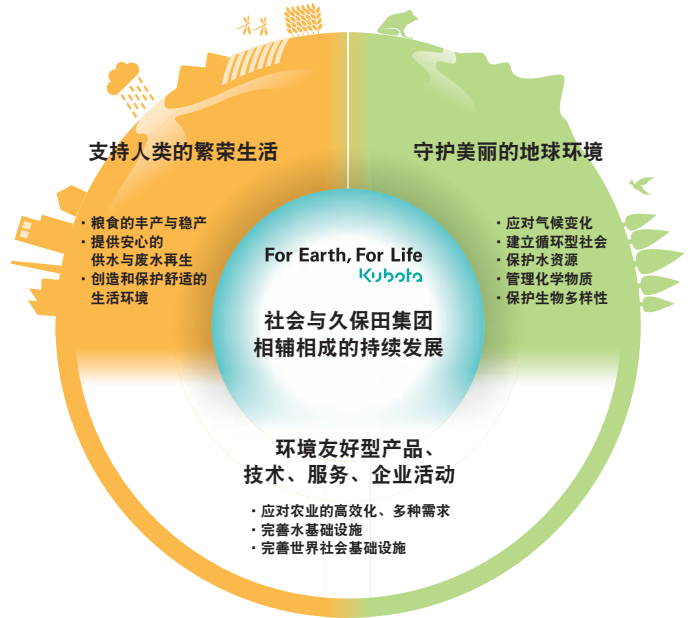 支持人类的繁荣生活
・粮食的丰产与稳产
・提供安心的
供水与废水再生
・创造和保护舒适的
生活环境
守护美丽的地球环境
・应对气候变化
・建立循环型社会
・保护水资源
・管理化学物质
・保护生物多样性
For Earth, For Life
Kubota
社会与久保田集团
相辅相成的持续发展
环境友好型产品、
技术、服务、企业活动
・应对农业的高效化、多种需求
・完善水基础设施
・完善世界社会基础设施